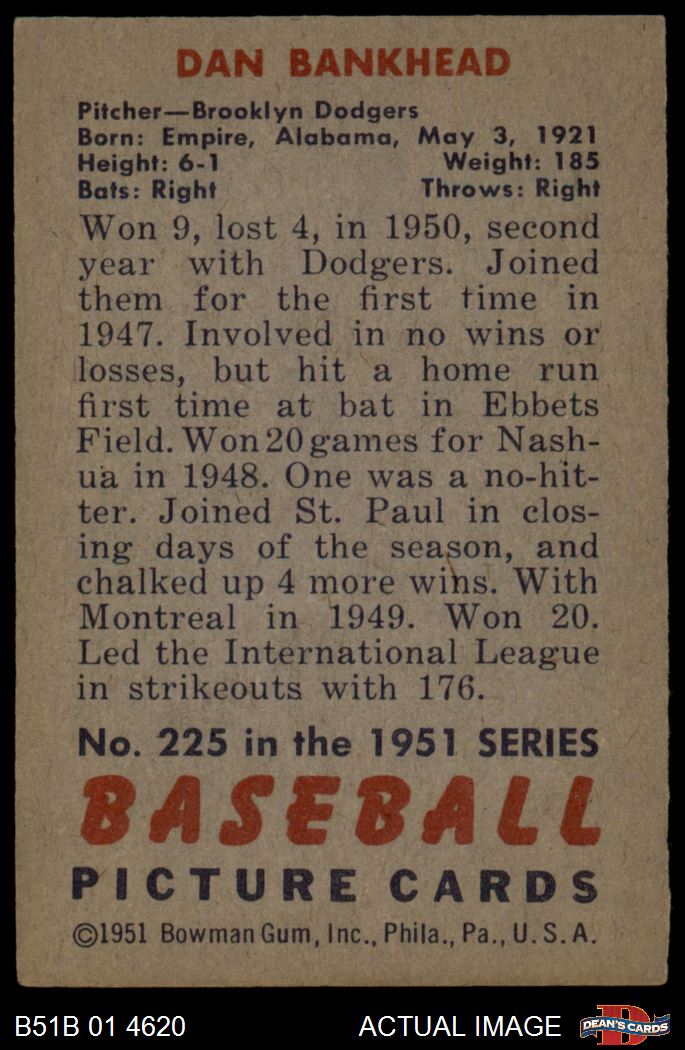 DAN BANKHEAD
Pitcher—Brooklyn Dodgers
Born: Empire, Alabama, May 3, 1921
Height: 6-1 Weight: 185
Bats: Right Throws: Right
Won 9, lost 4, in 1950, second
year with Dodgers. Joined
them for the first time in
1947. Involved in no wins or
losses, but hit a home run
first time at bat in Ebbets
Field. Won 20 games for Nash-
ua in 1948. One was a no-hit-
ter. Joined St. Paul in clos-
ing days of the season, and
chalked up 4 more wins. With
Montreal in 1949. Won 20.
Led the International League
in strikeouts with 176.
No. 225 in the 1951 SERIES
BASEBALL
PICTURE CARDS
©1951 Bowman Gum, Inc., Phila., Pa., U. S. A.
B51B 01 4620 ACTUAL IMAGE D DEAN'S CARDS